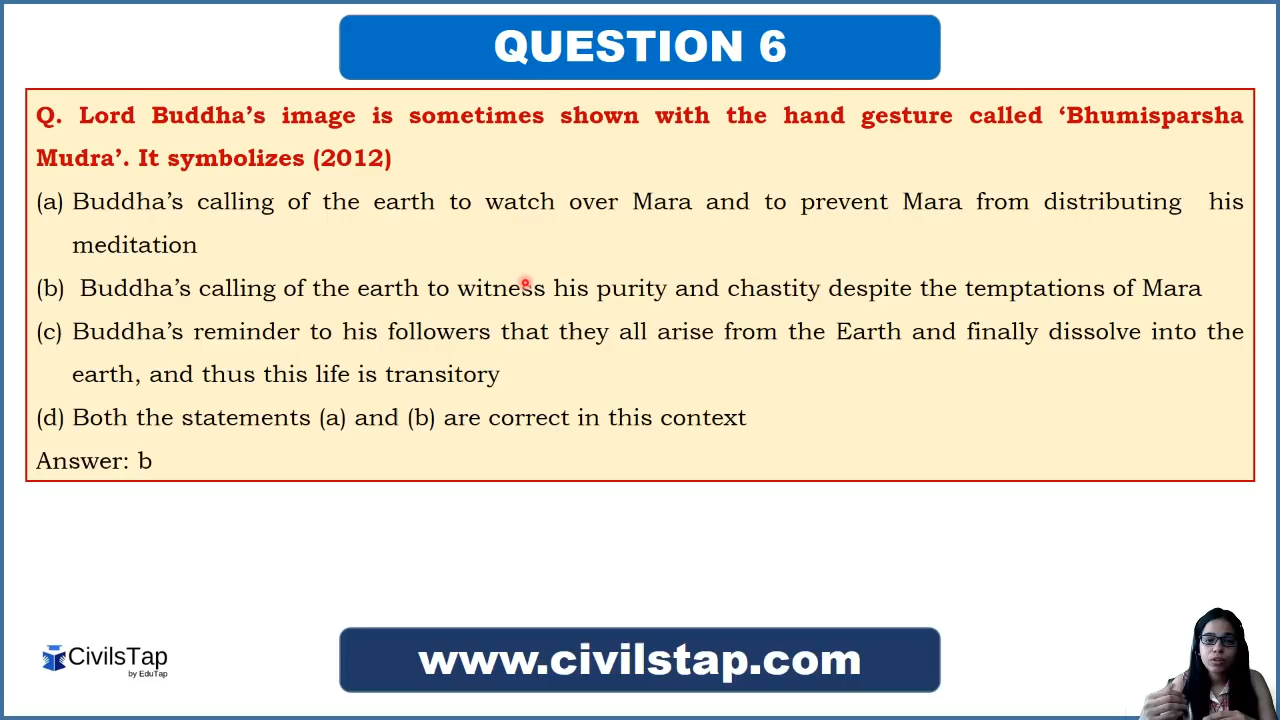 QUESTION 6
Q. Lord Buddha's image is sometimes shown with the hand gesture called ‘Bhumisparsha
Mudra’. It symbolizes (2012)
(a) Buddha’s calling of the earth to watch over Mara and to prevent Mara from distributing his
meditation
(b) Buddha’s calling of the earth to witness his purity and chastity despite the temptations of Mara
(c) Buddha’s reminder to his followers that they all arise from the Earth and finally dissolve into the
earth, and thus this life is transitory
(d) Both the statements (a) and (b) are correct in this context
Answer: b
CivilsTap
by EduTap
www.civilstap.com